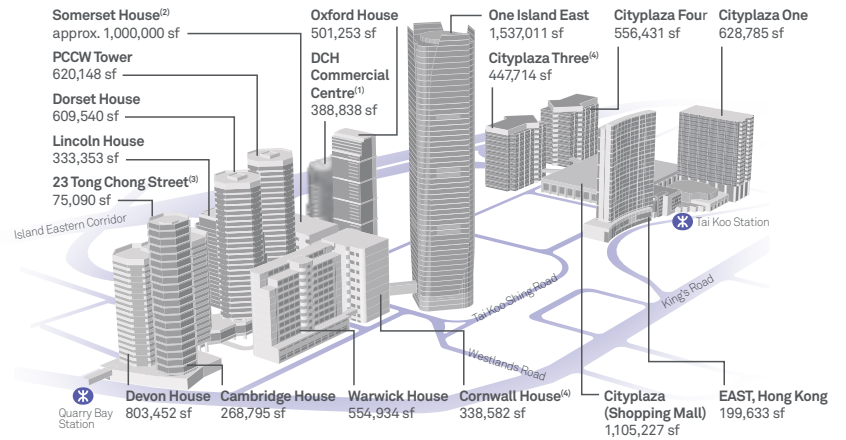 Somerset House(2)
approx. 1,000,000 sf
PCCW Tower
620,148 sf
Dorset House
609,540 sf
Lincoln House
333,353 sf
23 Tong Chong Street(3)
75,090 sf
Oxford House
501,253 sf
DCH
Commercial
Centre(1)
388,838 sf
One Island East
1,537,011 sf
Cityplaza Three(4)
447,714 sf
Cityplaza Four
556,431 sf
Cityplaza One
628,785 sf
Island Eastern Corridor
Tai Koo Station
Tai Koo Shing Road
King's Road
Westlands Road
Quarry Bay
Station
Devon House
803,452 sf
Cambridge House
268,795 sf
Warwick House
554,934 sf
Cornwall House(4)
338,582 sf
Cityplaza
(Shopping Mall)
1,105,227 sf
EAST, Hong Kong
199,633 sf